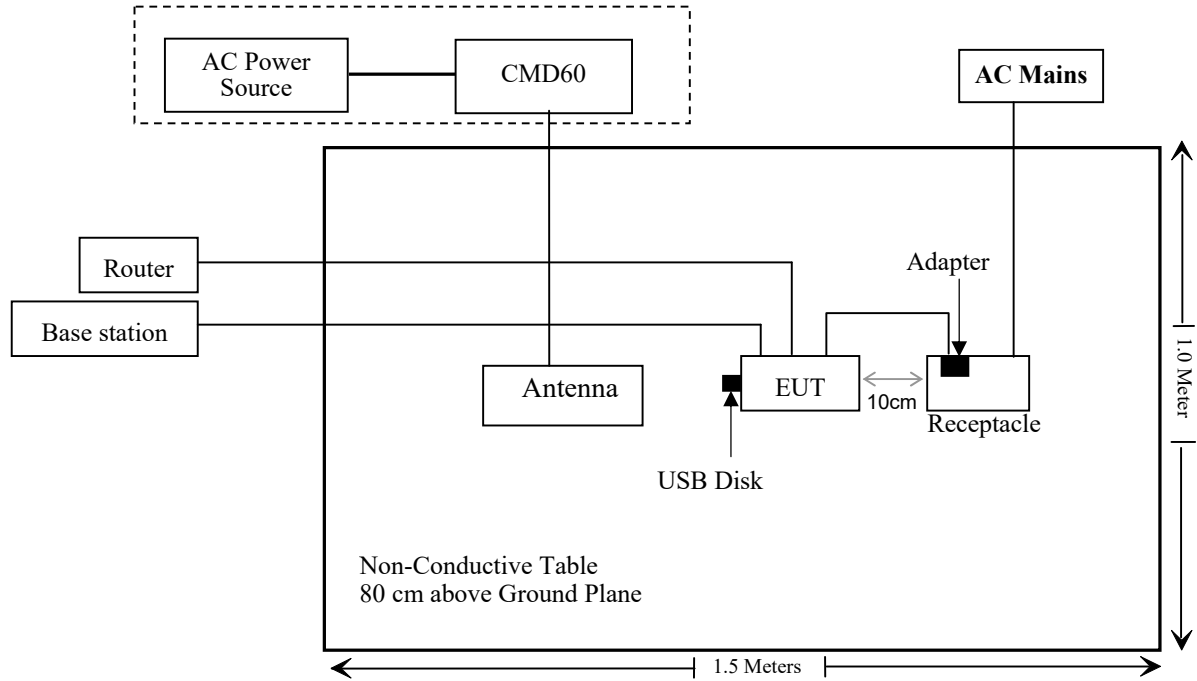 AC Power
Source
CMD60
AC Mains
Router
Adapter
Base station
Antenna
EUT
10cm
Receptacle
USB Disk
1.0 Meter
Non-Conductive Table
80 cm above Ground Plane
1.5 Meters